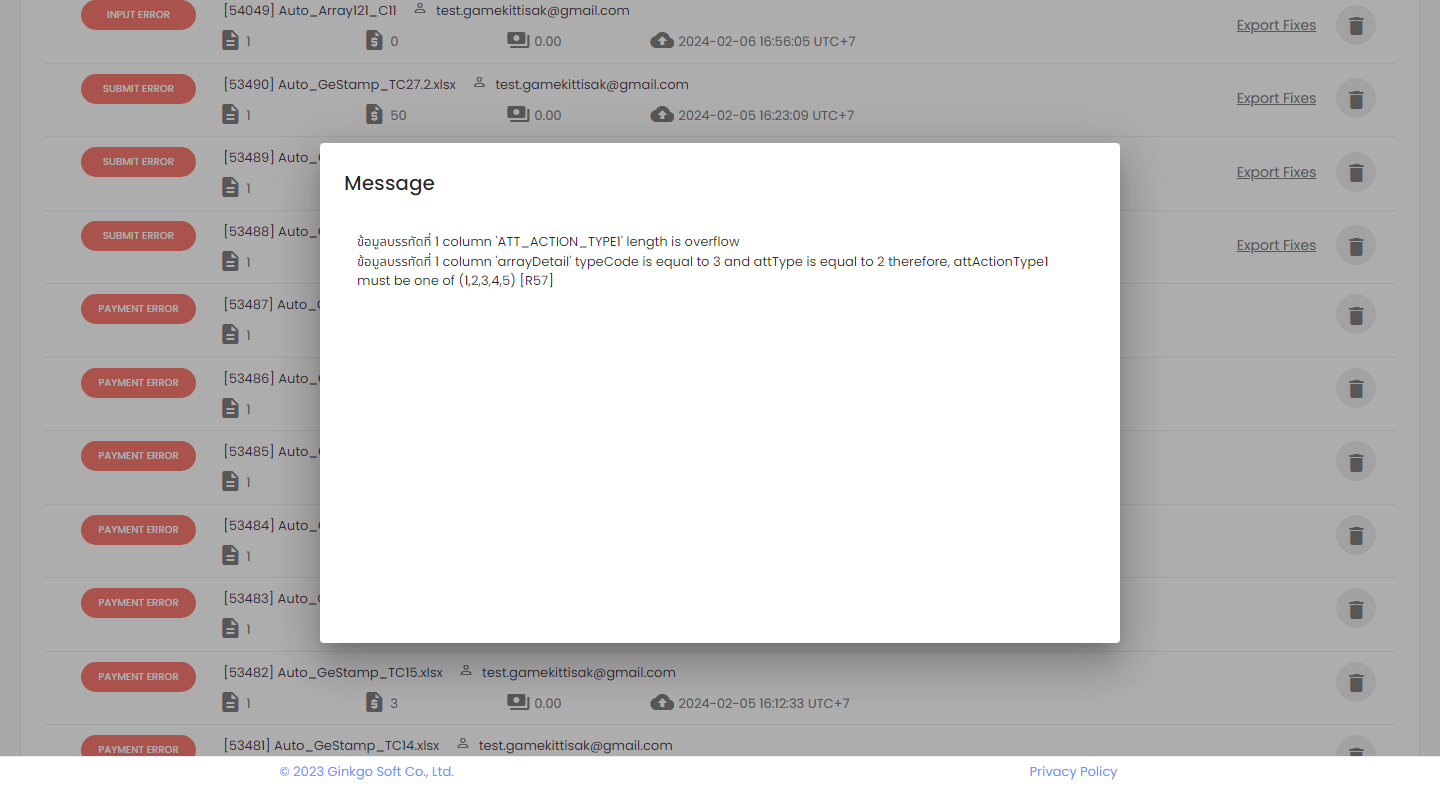 INPUT ERROR
[54049] Auto_Array121_C11 test.gamekittisak@gmail.com
1 0 0.00 2024-02-06 16:56:05 UTC+7
Export Fixes
SUBMIT ERROR
[53490] Auto_GeStamp_TC27.2.xlsx test.gamekittisak@gmail.com
1 50 0.00 2024-02-05 16:23:09 UTC+7
Export Fixes
SUBMIT ERROR
[53489] Auto_
1
Export Fixes
SUBMIT ERROR
[53488] Auto_
1
Export Fixes
Message
ข้อมูลบรรทัดที่ 1 column 'ATT_ACTION_TYPE1' length is overflow
ข้อมูลบรรทัดที่ 1 column 'arrayDetail' typeCode is equal to 3 and attType is equal to 2 therefore, attActionType1
must be one of (1,2,3,4,5) [R57]
PAYMENT ERROR
[53487] Auto_
1
PAYMENT ERROR
[53486] Auto_
1
PAYMENT ERROR
[53485] Auto_
1
PAYMENT ERROR
[53484] Auto_
1
PAYMENT ERROR
[53483] Auto_
1
PAYMENT ERROR
[53482] Auto_GeStamp_TC15.xlsx test.gamekittisak@gmail.com
1 3 0.00 2024-02-05 16:12:33 UTC+7
PAYMENT ERROR
[53481] Auto_GeStamp_TC14.xlsx test.gamekittisak@gmail.com
© 2023 Ginkgo Soft Co., Ltd.
Privacy Policy